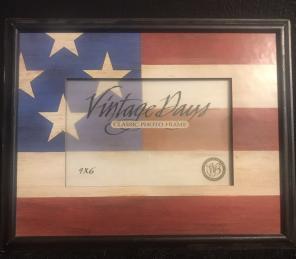 Vintage Days
CLASSIC PHOTO FRAME
4X6